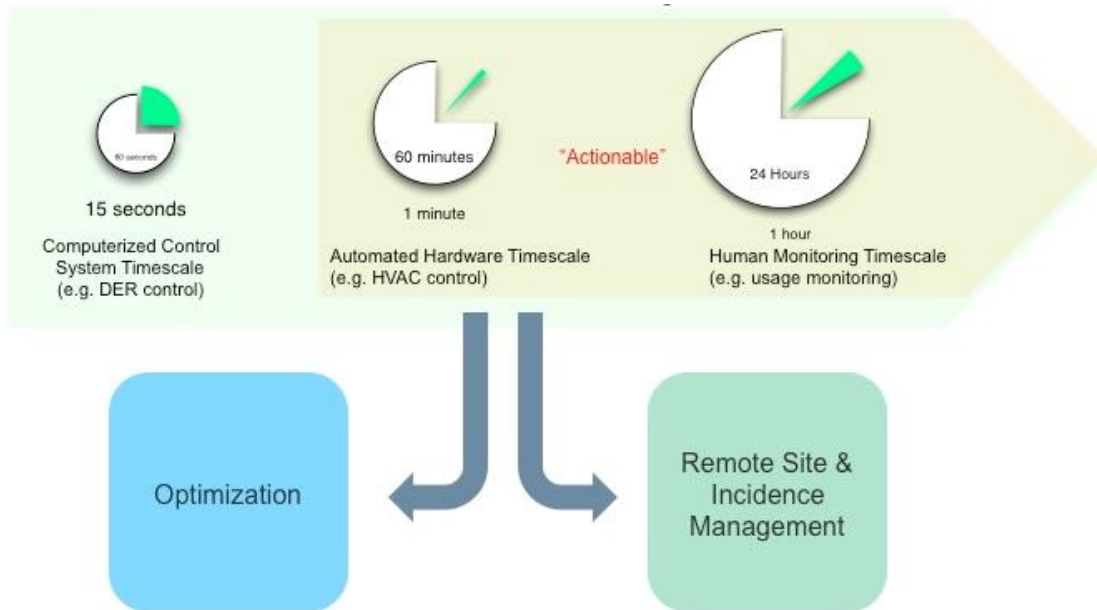 60 seconds
15 seconds
Computerized Control
System Timescale
(e.g. DER control)
60 minutes
1 minute
Automated Hardware Timescale
(e.g. HVAC control)
“Actionable”
24 Hours
1 hour
Human Monitoring Timescale
(e.g. usage monitoring)
Optimization
Remote Site &
Incidence
Management